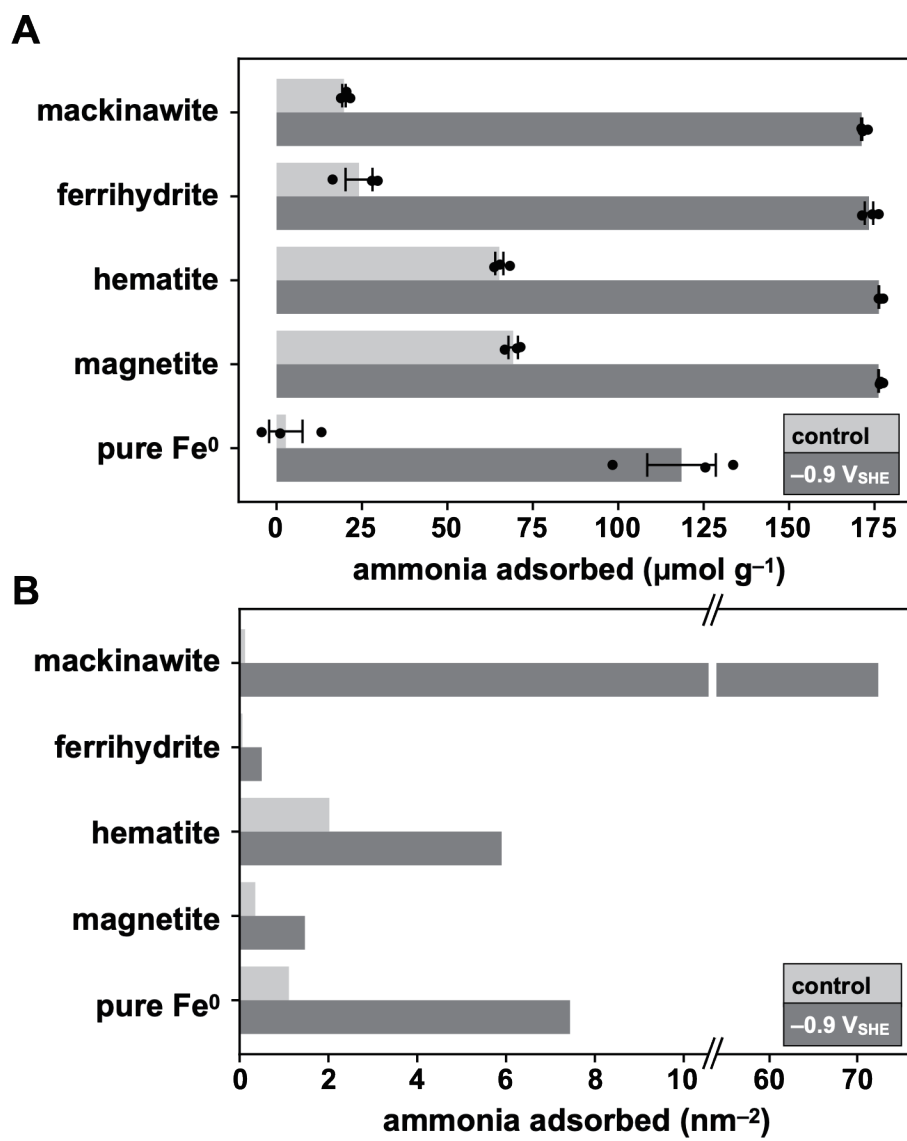 A
mackinawite
ferrihydrite
hematite
magnetite
pure Fe⁰
control
–0.9 VSHE
0 25 50 75 100 125 150 175
ammonia adsorbed (µmol g⁻¹)
B
mackinawite
ferrihydrite
hematite
magnetite
pure Fe⁰
control
–0.9 VSHE
0 2 4 6 8 10 60 70
ammonia adsorbed (nm⁻²)